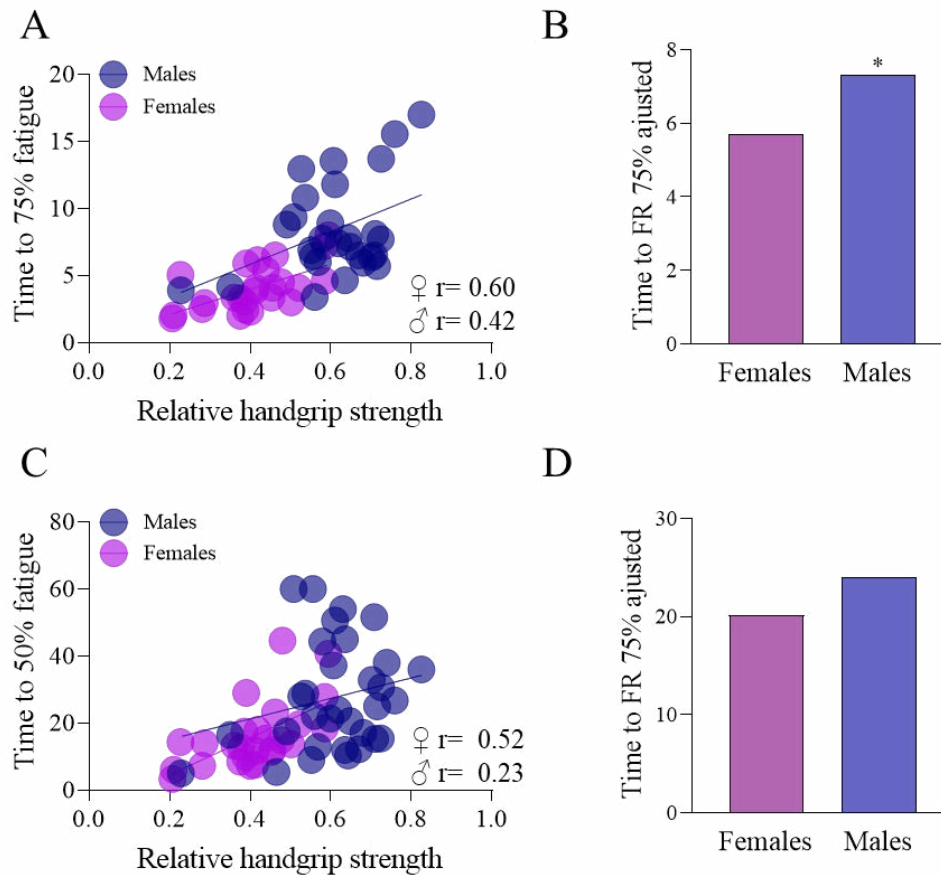 A
Time to 75% fatigue
20
15
10
5
0
Males
Females
♀ r= 0.60
♂ r= 0.42
0.0 0.2 0.4 0.6 0.8 1.0
Relative handgrip strength
B
Time to FR 75% ajusted
8
6
4
2
0
*
Females Males
C
Time to 50% fatigue
80
60
40
20
0
Males
Females
♀ r= 0.52
♂ r= 0.23
0.0 0.2 0.4 0.6 0.8 1.0
Relative handgrip strength
D
Time to FR 75% ajusted
30
20
10
0
Females Males